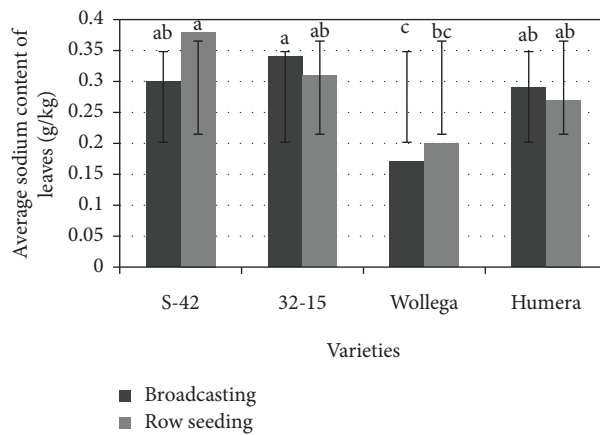 Average sodium content of
leaves (g/kg)
0.4
0.35
0.3
0.25
0.2
0.15
0.1
0.05
0
ab a a ab c bc ab ab
S-42 32-15 Wollega Humera
Varieties
Broadcasting
Row seeding